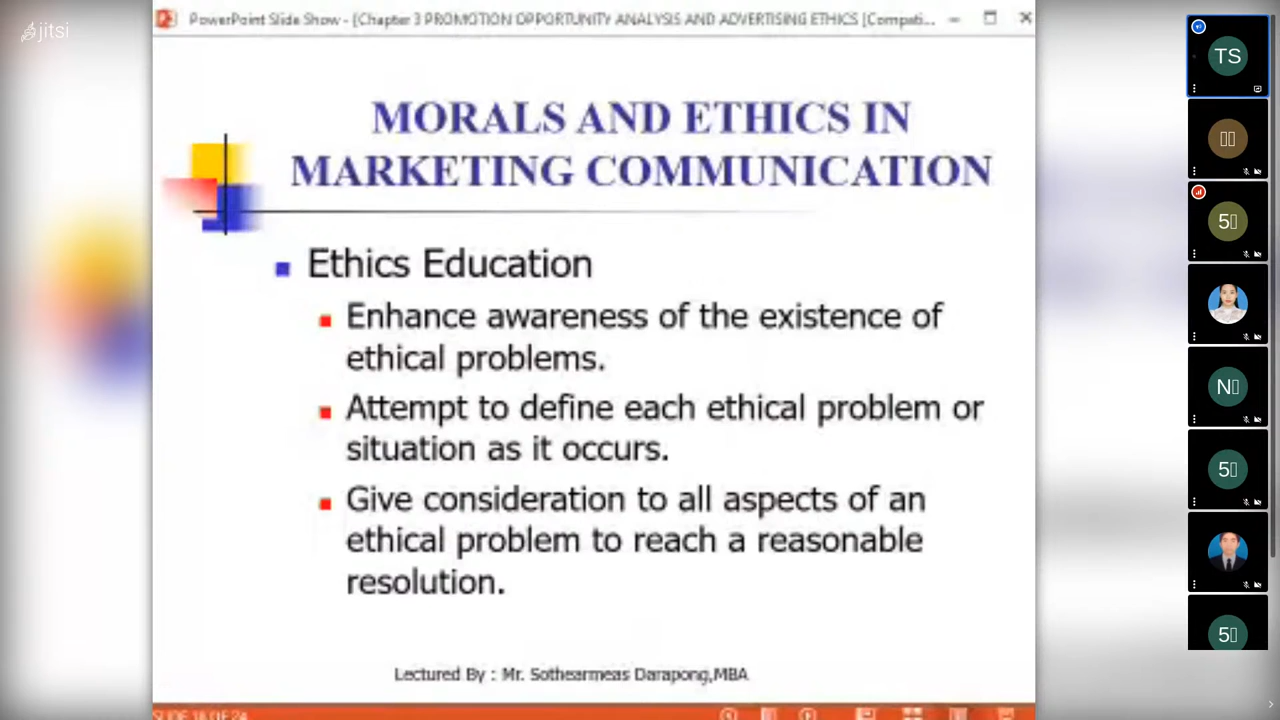 jitsi
PowerPoint Slide Show - [Chapter 3 PROMOTION OPPORTUNITY ANALYSIS AND ADVERTISING ETHICS [Compati...
MORALS AND ETHICS IN
MARKETING COMMUNICATION
Ethics Education
Enhance awareness of the existence of
ethical problems.
Attempt to define each ethical problem or
situation as it occurs.
Give consideration to all aspects of an
ethical problem to reach a reasonable
resolution.
Lectured By : Mr. Sothearmeas Darapong,MBA
TS
5
N
5
5